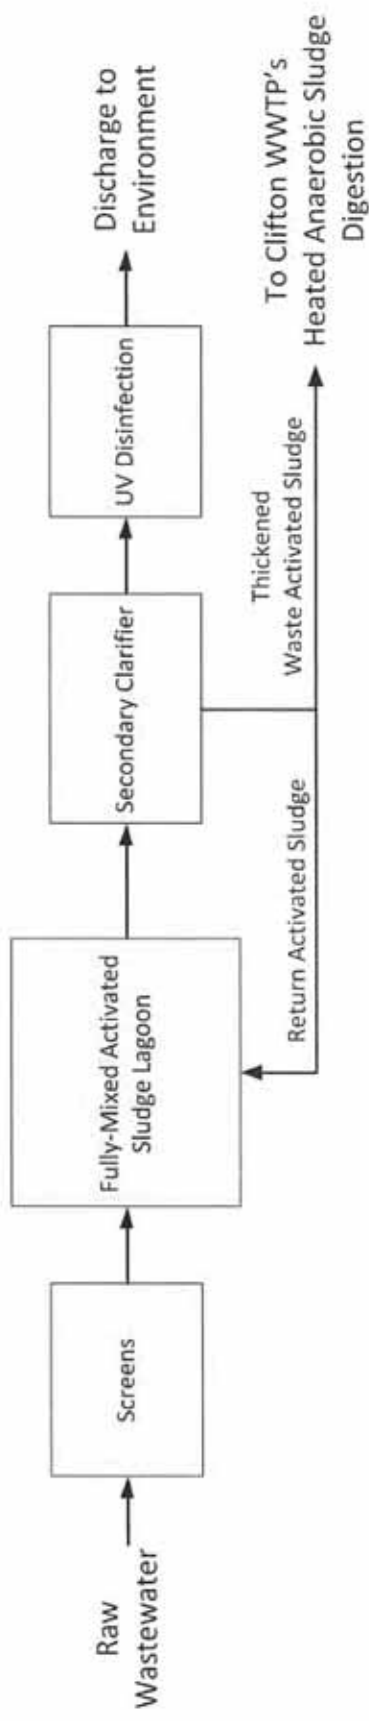 Raw
Wastewater
Screens
Fully-Mixed Activated
Sludge Lagoon
Secondary Clarifier
UV Disinfection
Discharge to
Environment
Return Activated Sludge
Thickened
Waste Activated Sludge
To Clifton WWTP's
Heated Anaerobic Sludge
Digestion